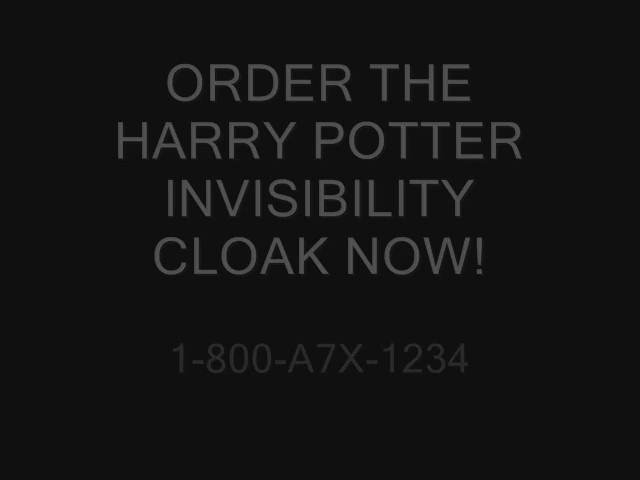 ORDER THE
HARRY POTTER
INVISIBILITY
CLOAK NOW!
1-800-A7X-1234